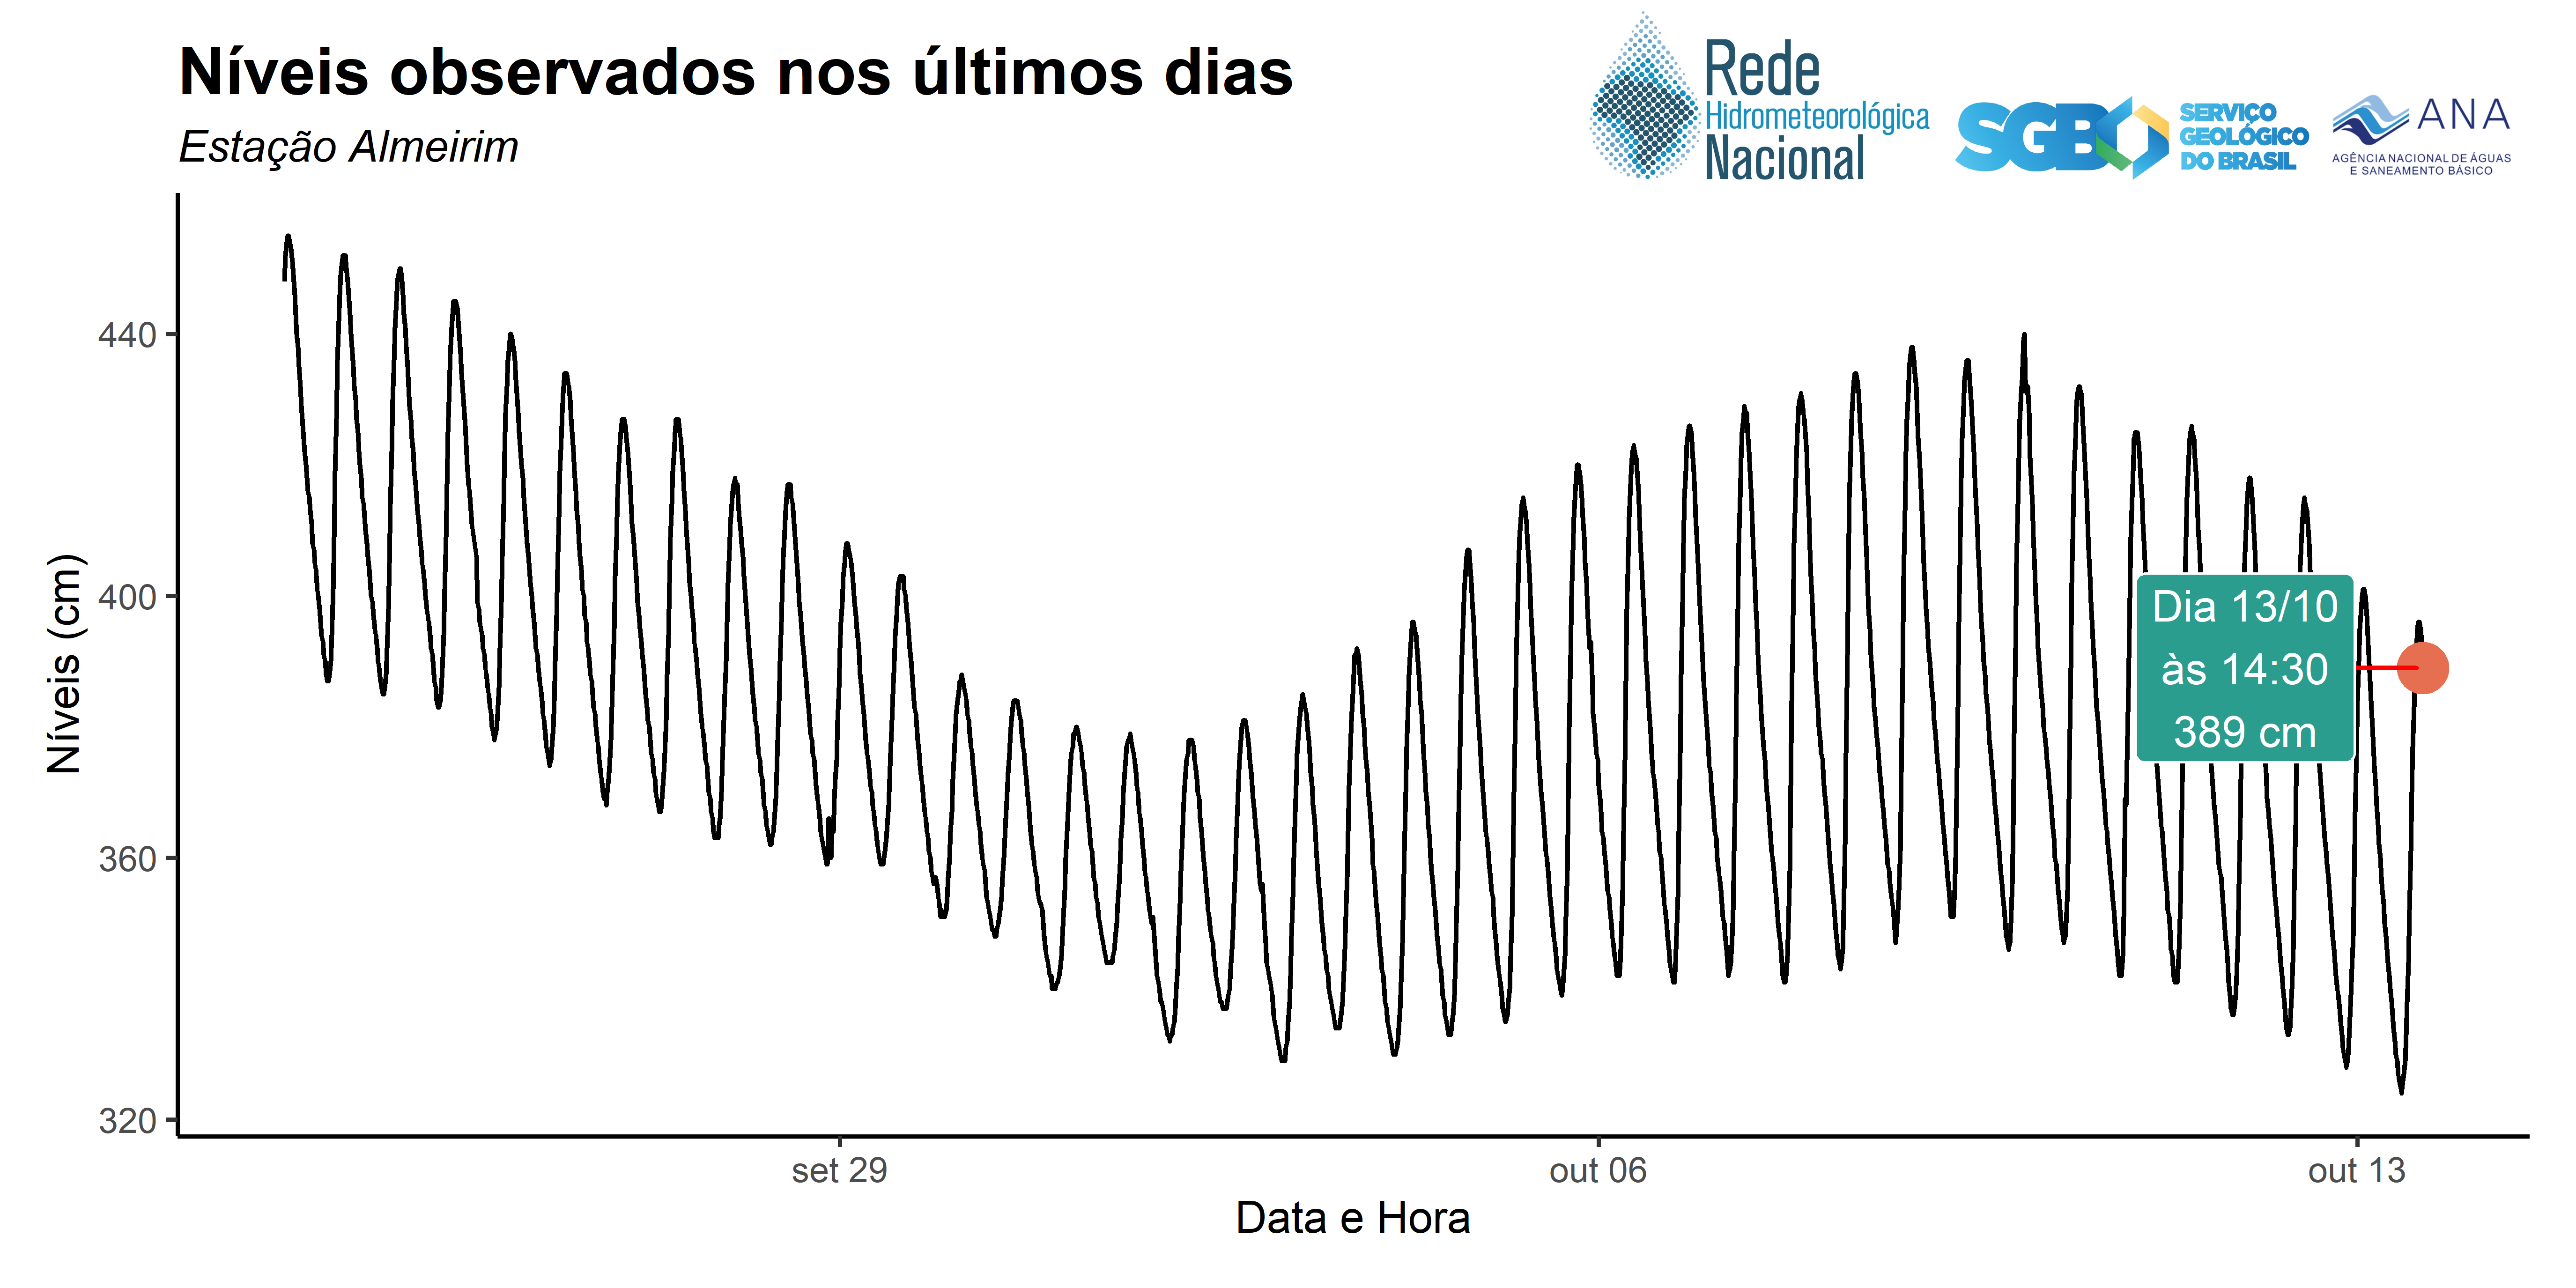 Níveis observados nos últimos dias
Estação Almeirim
Rede
Hidrometeorológica
Nacional
SGB
SERVIÇO
GEOLÓGICO
DO BRASIL
ANA
AGÊNCIA NACIONAL DE ÁGUAS
E SANEAMENTO BÁSICO
Níveis (cm)
440
400
360
320
Dia 13/10
às 14:30
389 cm
set 29
out 06
out 13
Data e Hora